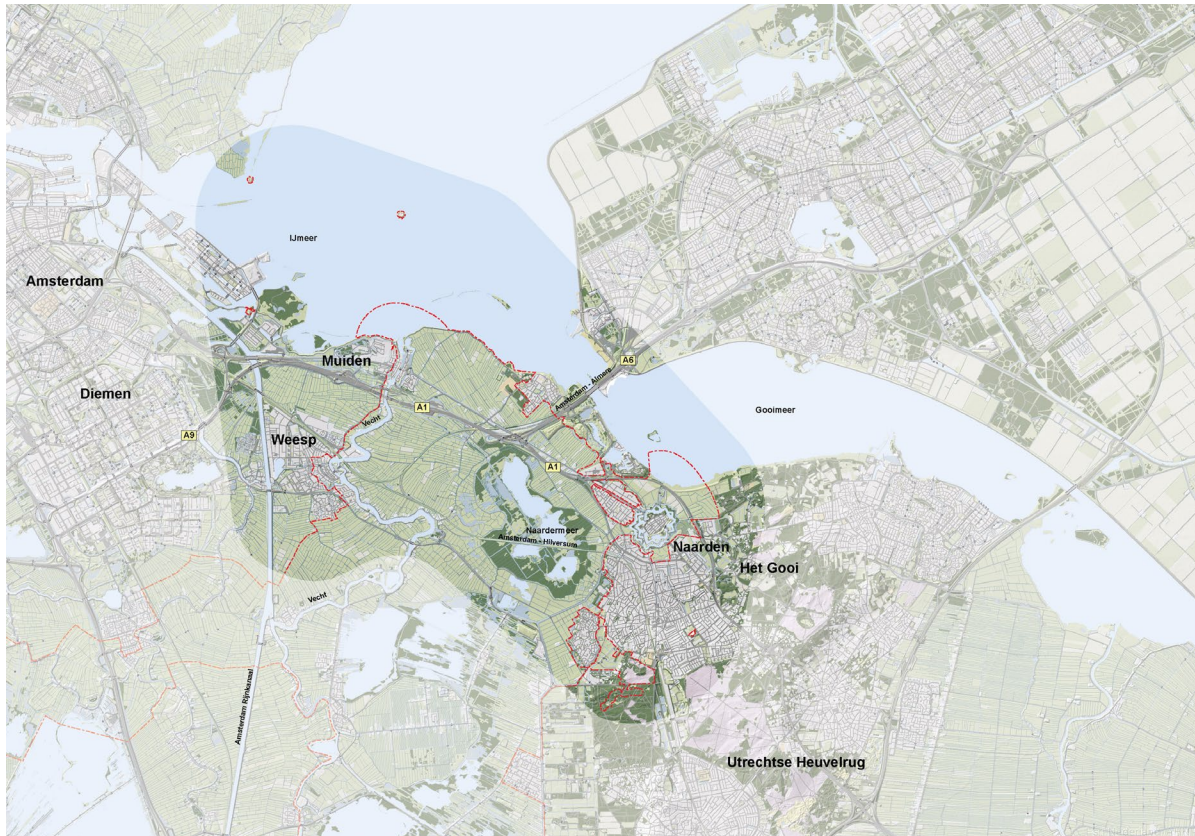 IJmeer
Amsterdam
Muiden
A6
Amsterdam - Almere
Diemen
A1
Gooimeer
Vecht
A9
Weesp
A1
Naardermeer
Amsterdam - Hilversum
Naarden
Het Gooi
Vecht
Amsterdam Rijnkanaal
Utrechtse Heuvelrug